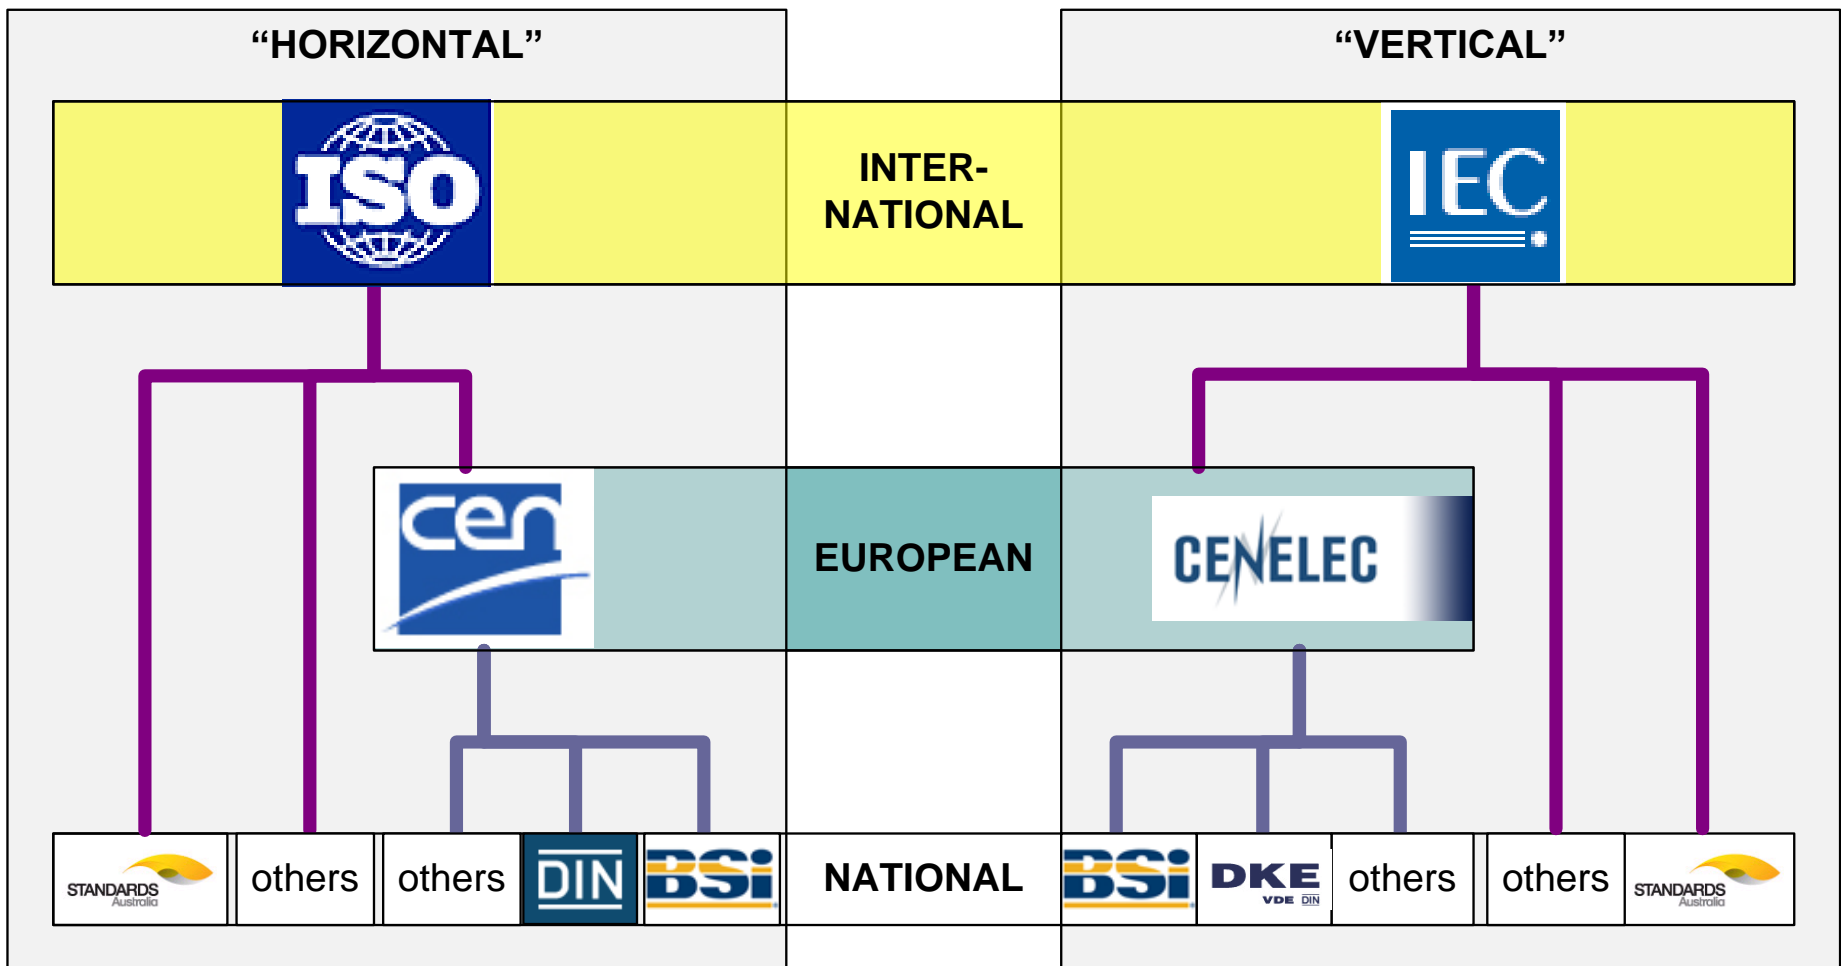 “HORIZONTAL”
“VERTICAL”
ISO
INTER-
NATIONAL
IEC
cen
EUROPEAN
CENELEC
STANDARDS
Australia
others
others
DIN
BSi
NATIONAL
BSi
DKE
VDE DIN
others
others
STANDARDS
Australia